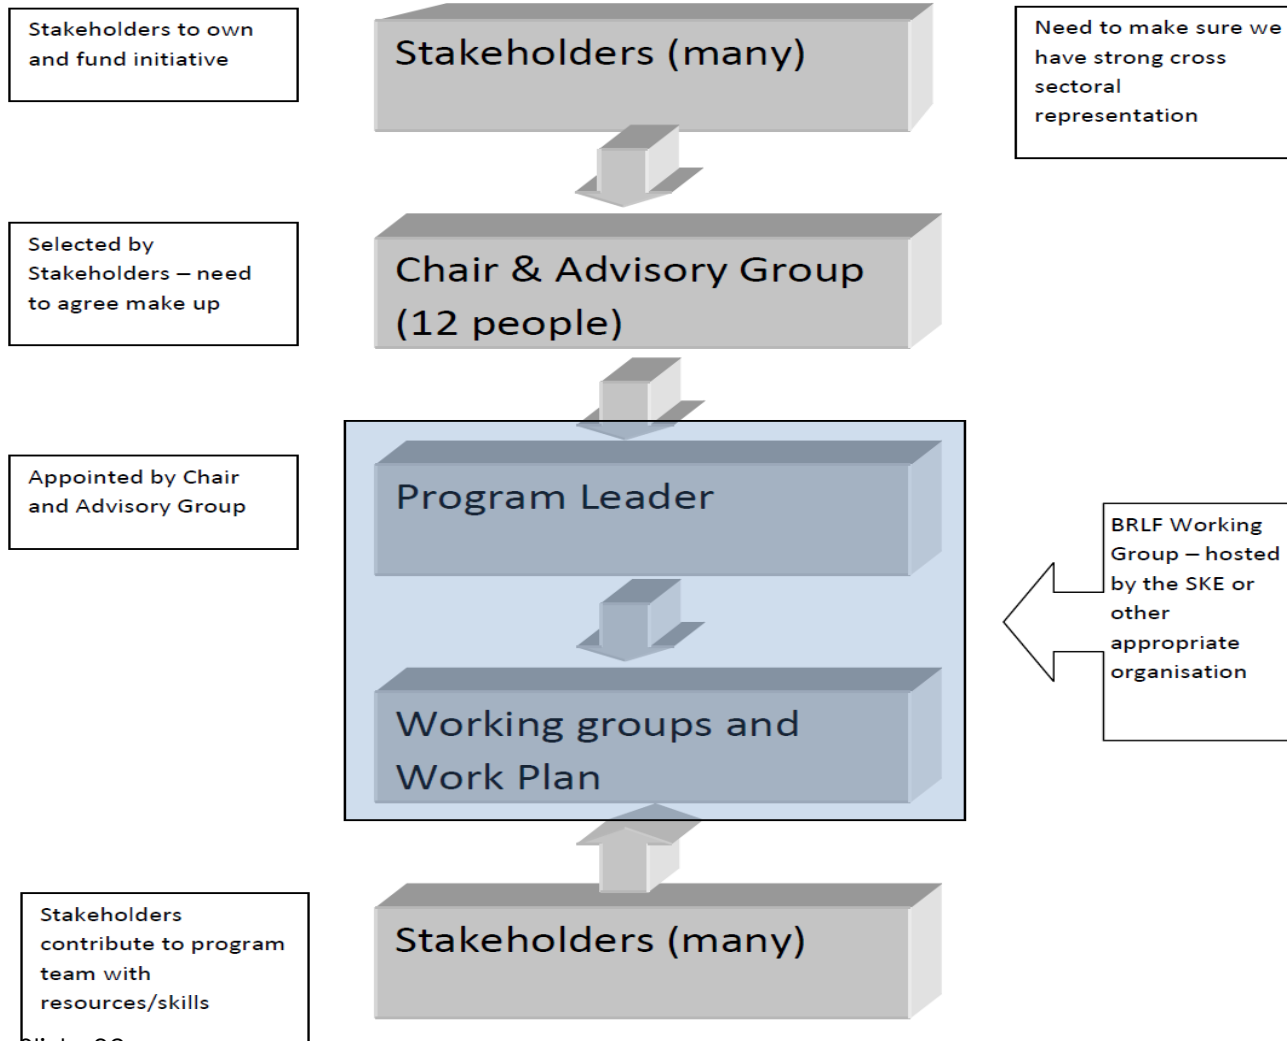 Stakeholders to own
and fund initiative
Stakeholders (many)
Need to make sure we
have strong cross
sectoral
representation
Selected by
Stakeholders – need
to agree make up
Chair & Advisory Group
(12 people)
Appointed by Chair
and Advisory Group
Program Leader
BRLF Working
Group – hosted
by the SKE or
other
appropriate
organisation
Working groups and
Work Plan
Stakeholders
contribute to program
team with
resources/skills
Stakeholders (many)